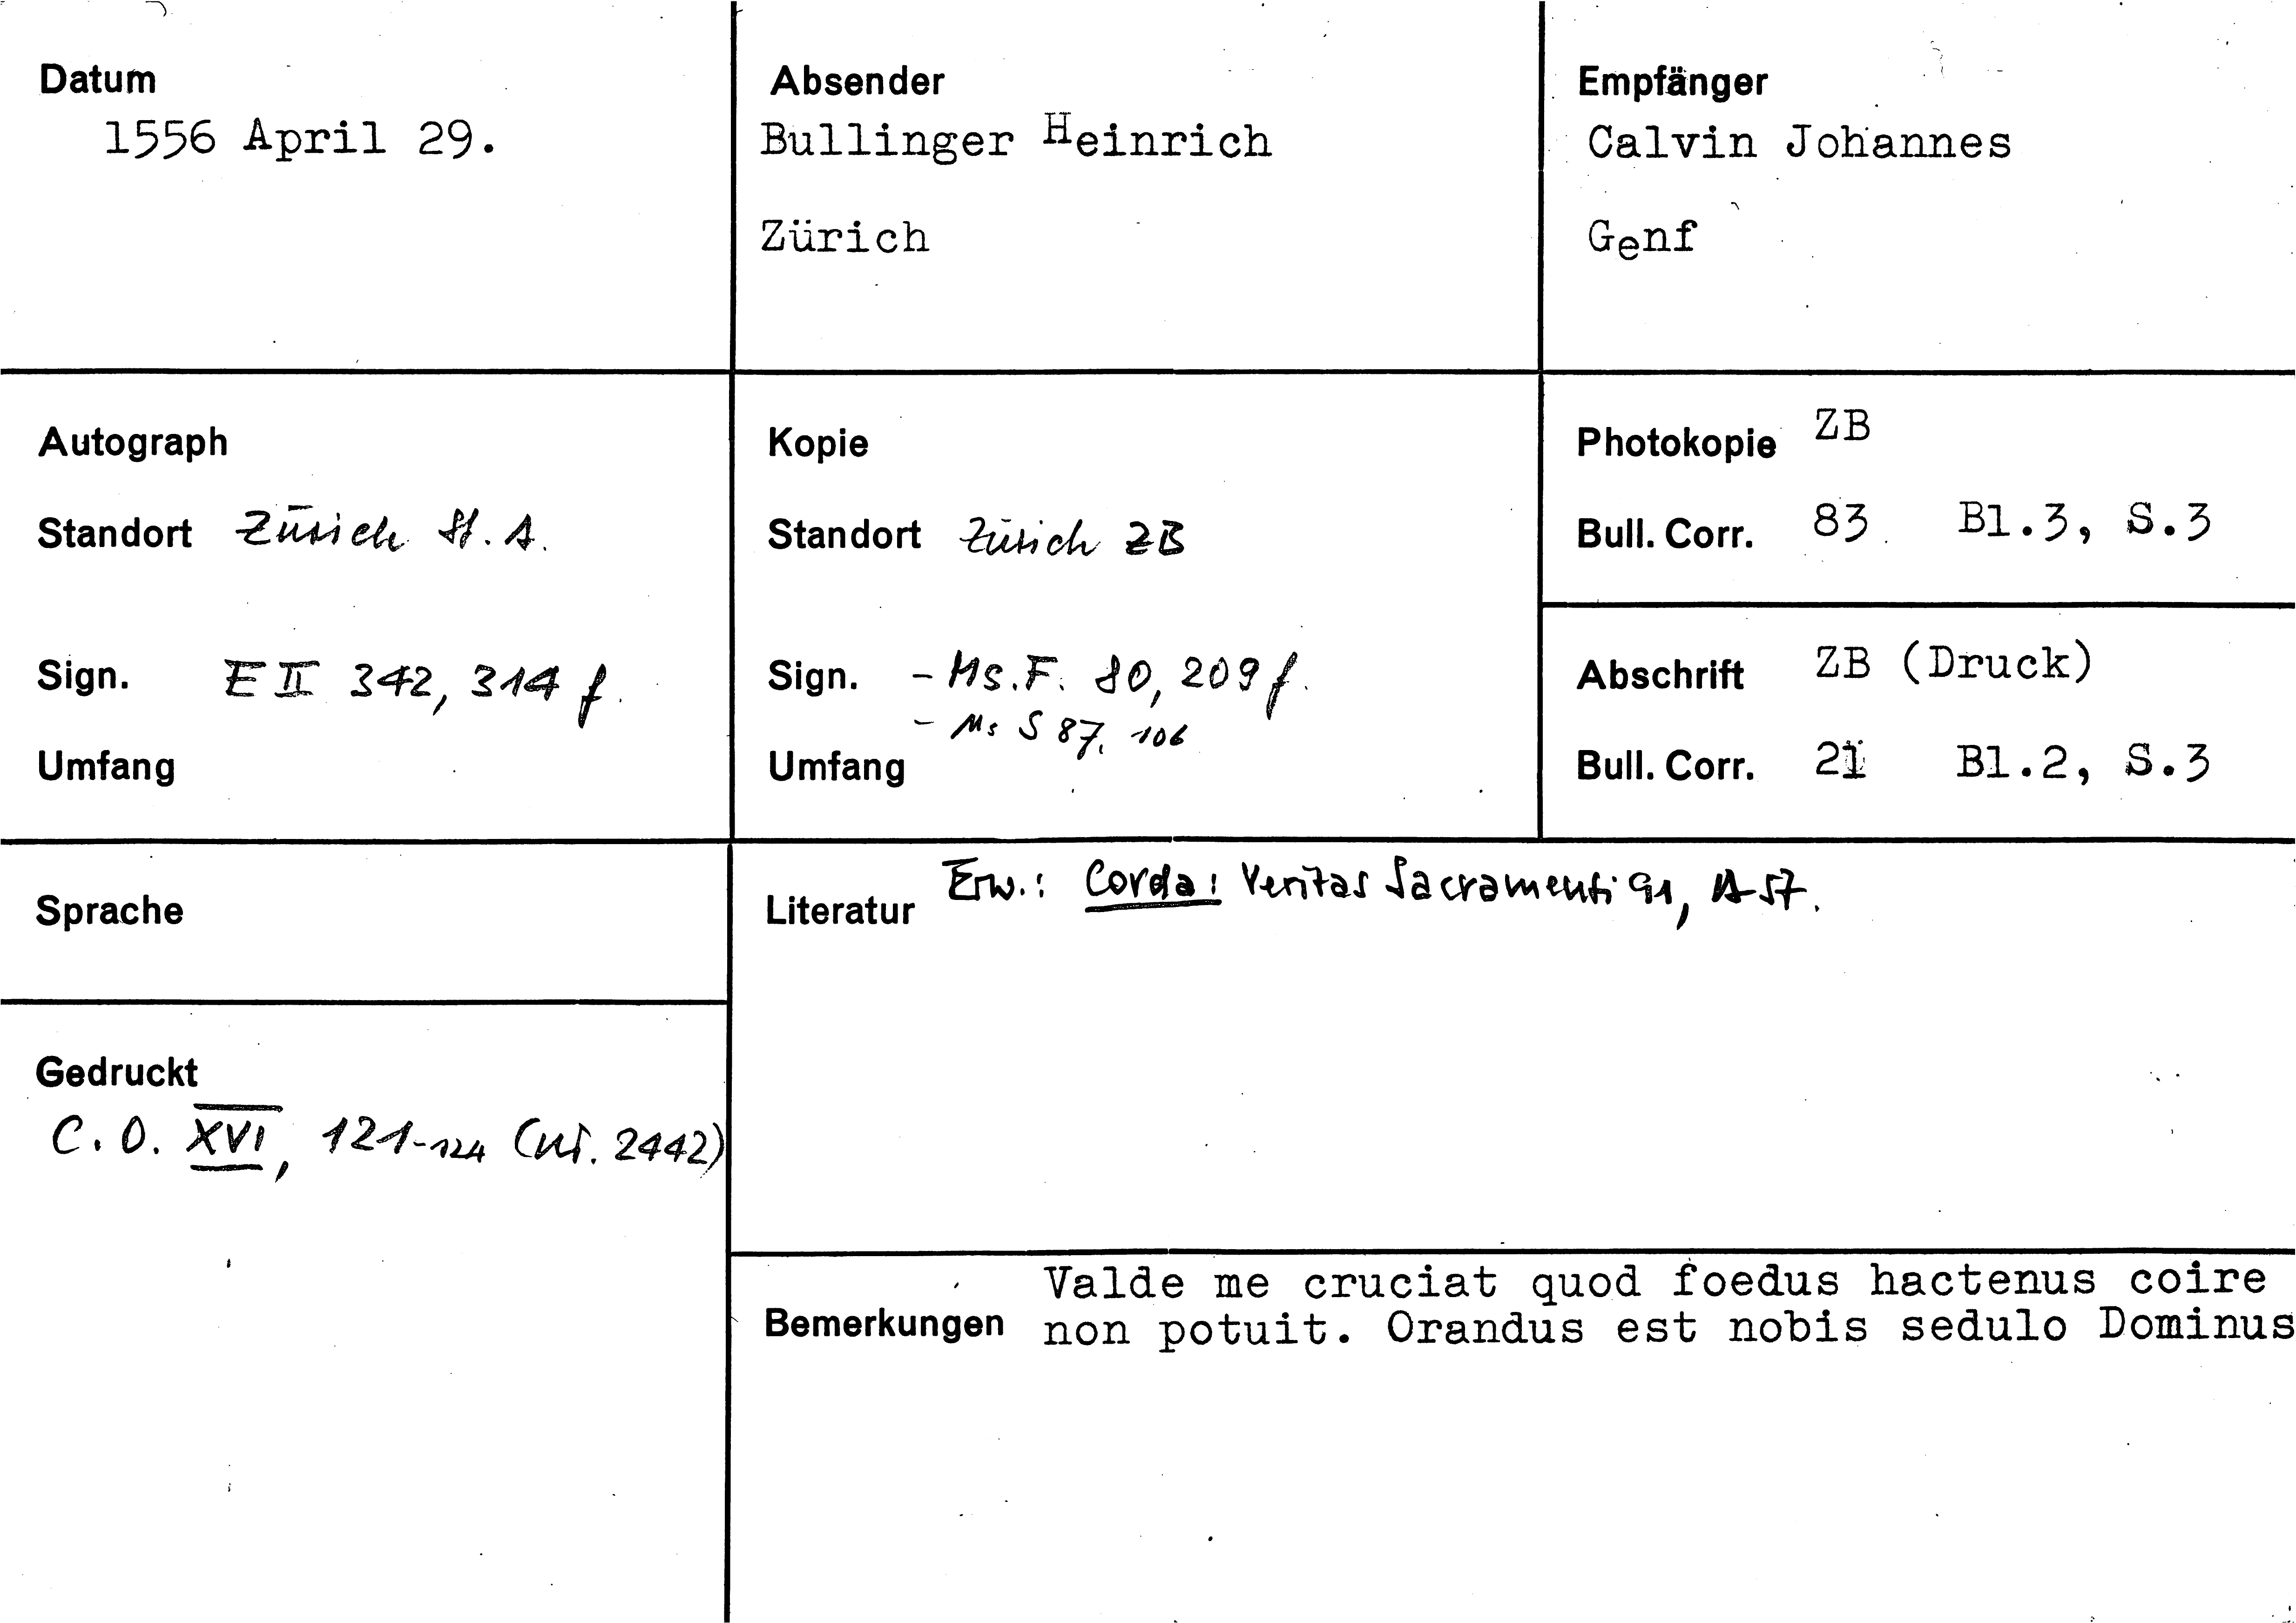 Datum
1556 April 29.
Absender
Bullinger Heinrich
Zürich
Empfänger
Calvin Johannes
Genf
Autograph
Standort Zürich St. A.
Sign. E II 342, 314 f.
Umfang
Kopie
Standort Zürich ZB
Sign. - Ms. F. 80, 209 f.
- Ms S 87, 106
Umfang
Photokopie ZB
Bull. Corr. 83 Bl.3, S.3
Abschrift ZB (Druck)
Bull. Corr. 21 Bl.2, S.3
Sprache
Literatur Erw.: Corda: Veritas Sacramenti 91, A 57.
Gedruckt
C. O. XVI, 121-124 (Nr. 2442)
Bemerkungen
Valde me cruciat quod foedus hactenus coire
non potuit. Orandus est nobis sedulo Dominus